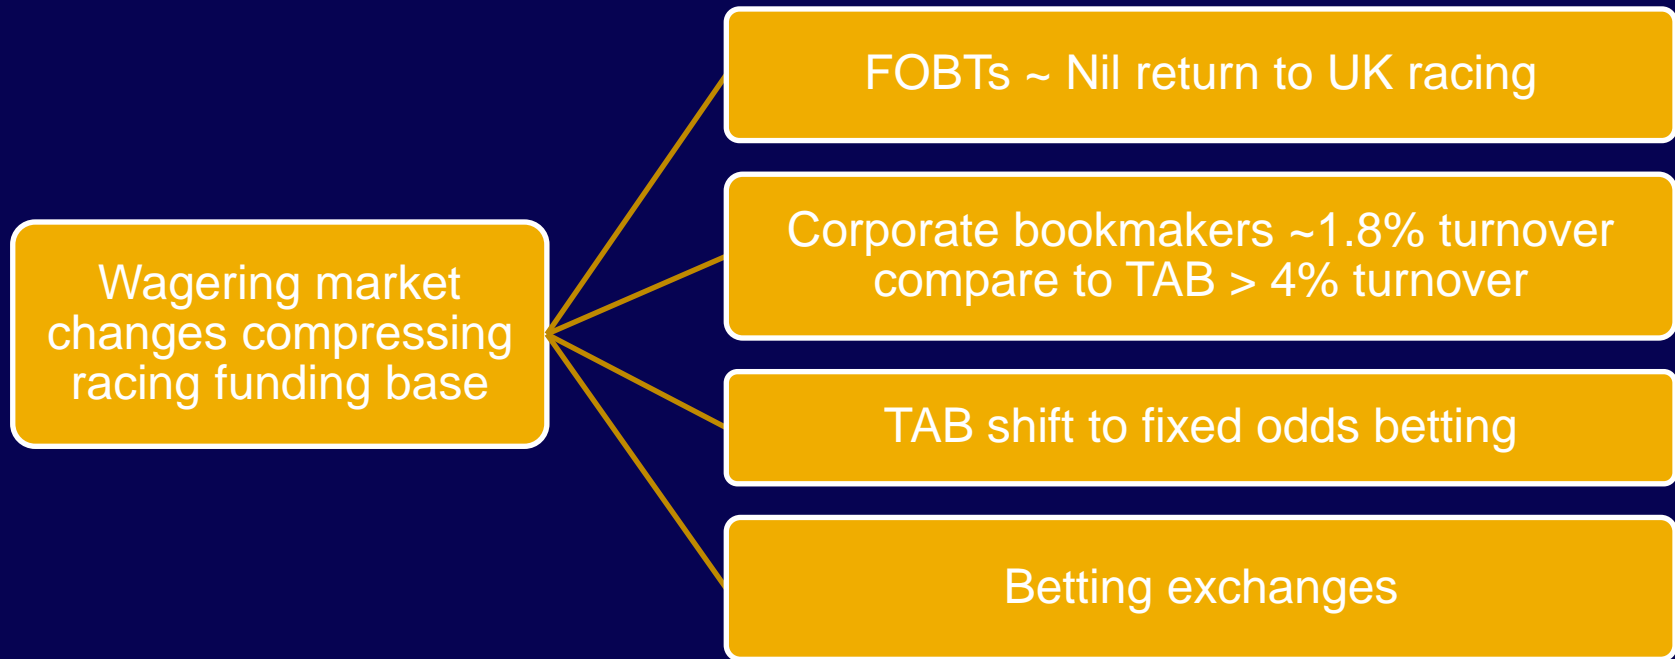 Wagering market
changes compressing
racing funding base
FOBTs ~ Nil return to UK racing
Corporate bookmakers ~1.8% turnover
compare to TAB > 4% turnover
TAB shift to fixed odds betting
Betting exchanges